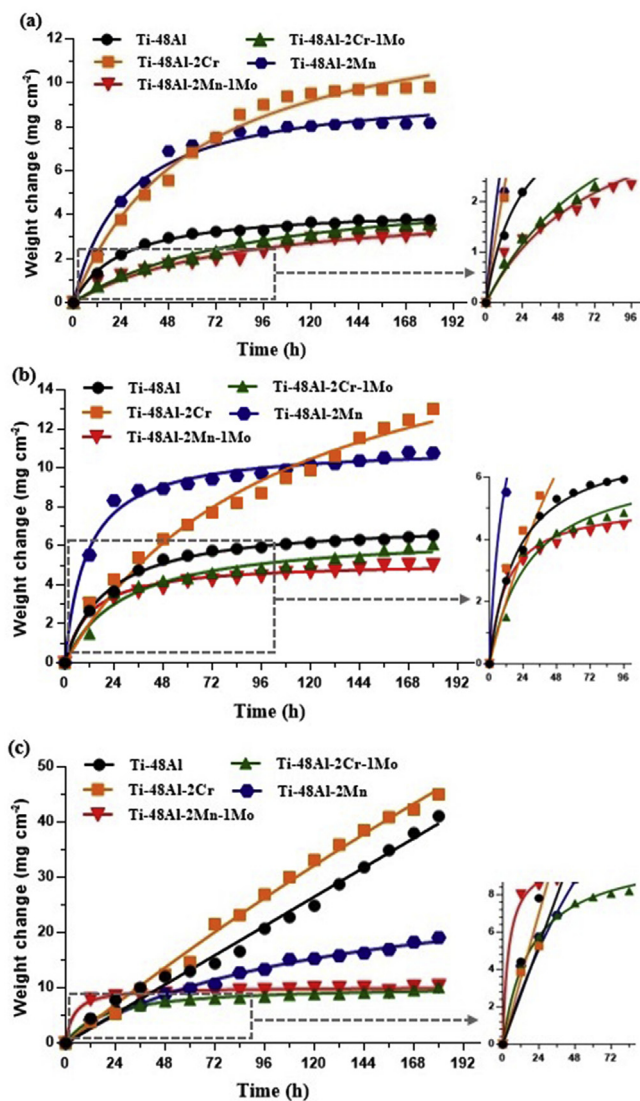 (a)
Ti-48Al
Ti-48Al-2Cr-1Mo
Ti-48Al-2Cr
Ti-48Al-2Mn
Ti-48Al-2Mn-1Mo
Weight change (mg cm⁻²)
12
10
8
6
4
2
0
0 24 48 72 96 120 144 168 192
Time (h)
2
1
0
0 24 48 72 96
(b)
Ti-48Al
Ti-48Al-2Cr-1Mo
Ti-48Al-2Cr
Ti-48Al-2Mn
Ti-48Al-2Mn-1Mo
Weight change (mg cm⁻²)
14
12
10
8
6
4
2
0
0 24 48 72 96 120 144 168 192
Time (h)
6
4
2
0
0 24 48 72 96
(c)
Ti-48Al
Ti-48Al-2Cr-1Mo
Ti-48Al-2Cr
Ti-48Al-2Mn
Ti-48Al-2Mn-1Mo
Weight change (mg cm⁻²)
50
40
30
20
10
0
0 24 48 72 96 120 144 168 192
Time (h)
8
6
4
2
0
0 24 48 72